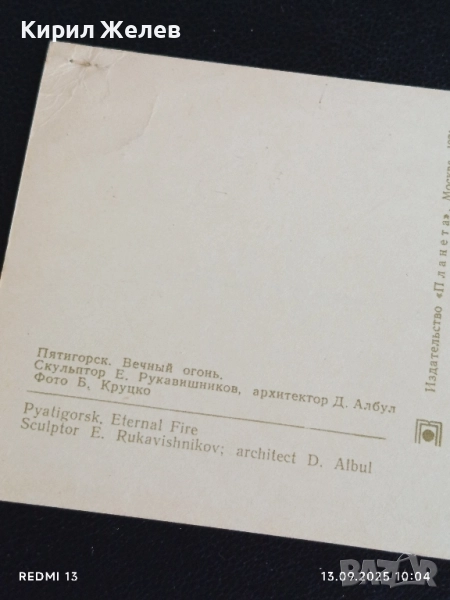 Кирил Желев
Пятигорск. Вечный огонь.
Скульптор Е. Рукавишников, архитектор Д. Албул
Фото Б. Круцко
Pyatigorsk. Eternal Fire
Sculptor E. Rukavishnikov; architect D. Albul
Издательство «Планета». Москва
REDMI 13
13.09.2025 10:04
BAZAR